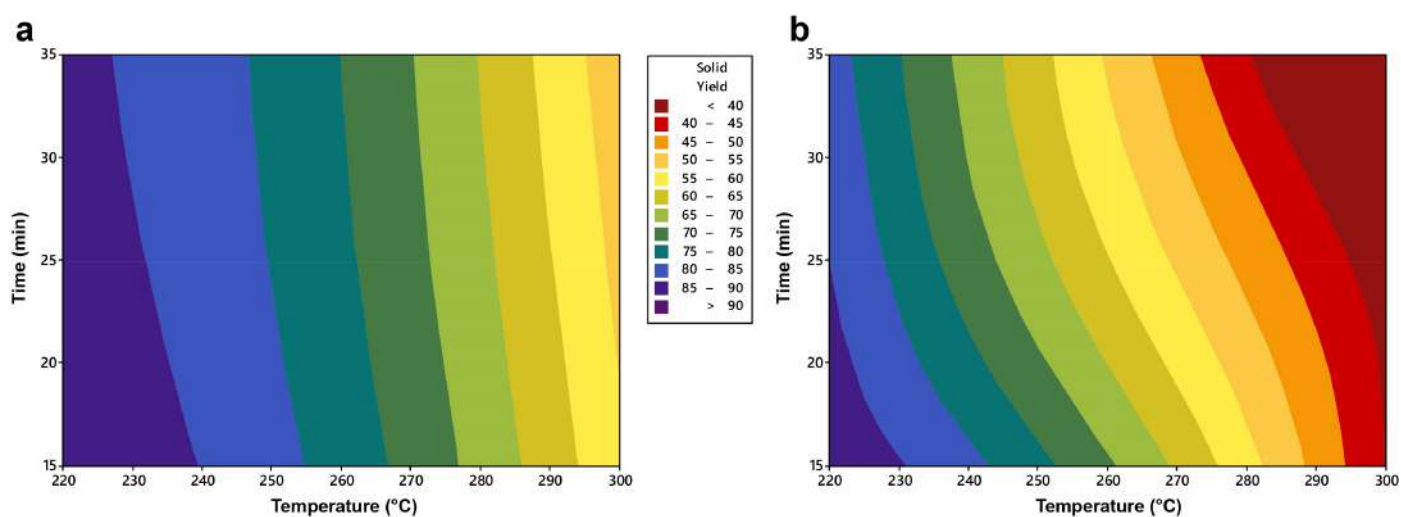 a
35
30
25
20
15
220
230
240
250
260
270
280
290
300
Time (min)
Temperature (°C)
Solid
Yield
< 40
40 – 45
45 – 50
50 – 55
55 – 60
60 – 65
65 – 70
70 – 75
75 – 80
80 – 85
85 – 90
> 90
b
35
30
25
20
15
220
230
240
250
260
270
280
290
300
Time (min)
Temperature (°C)